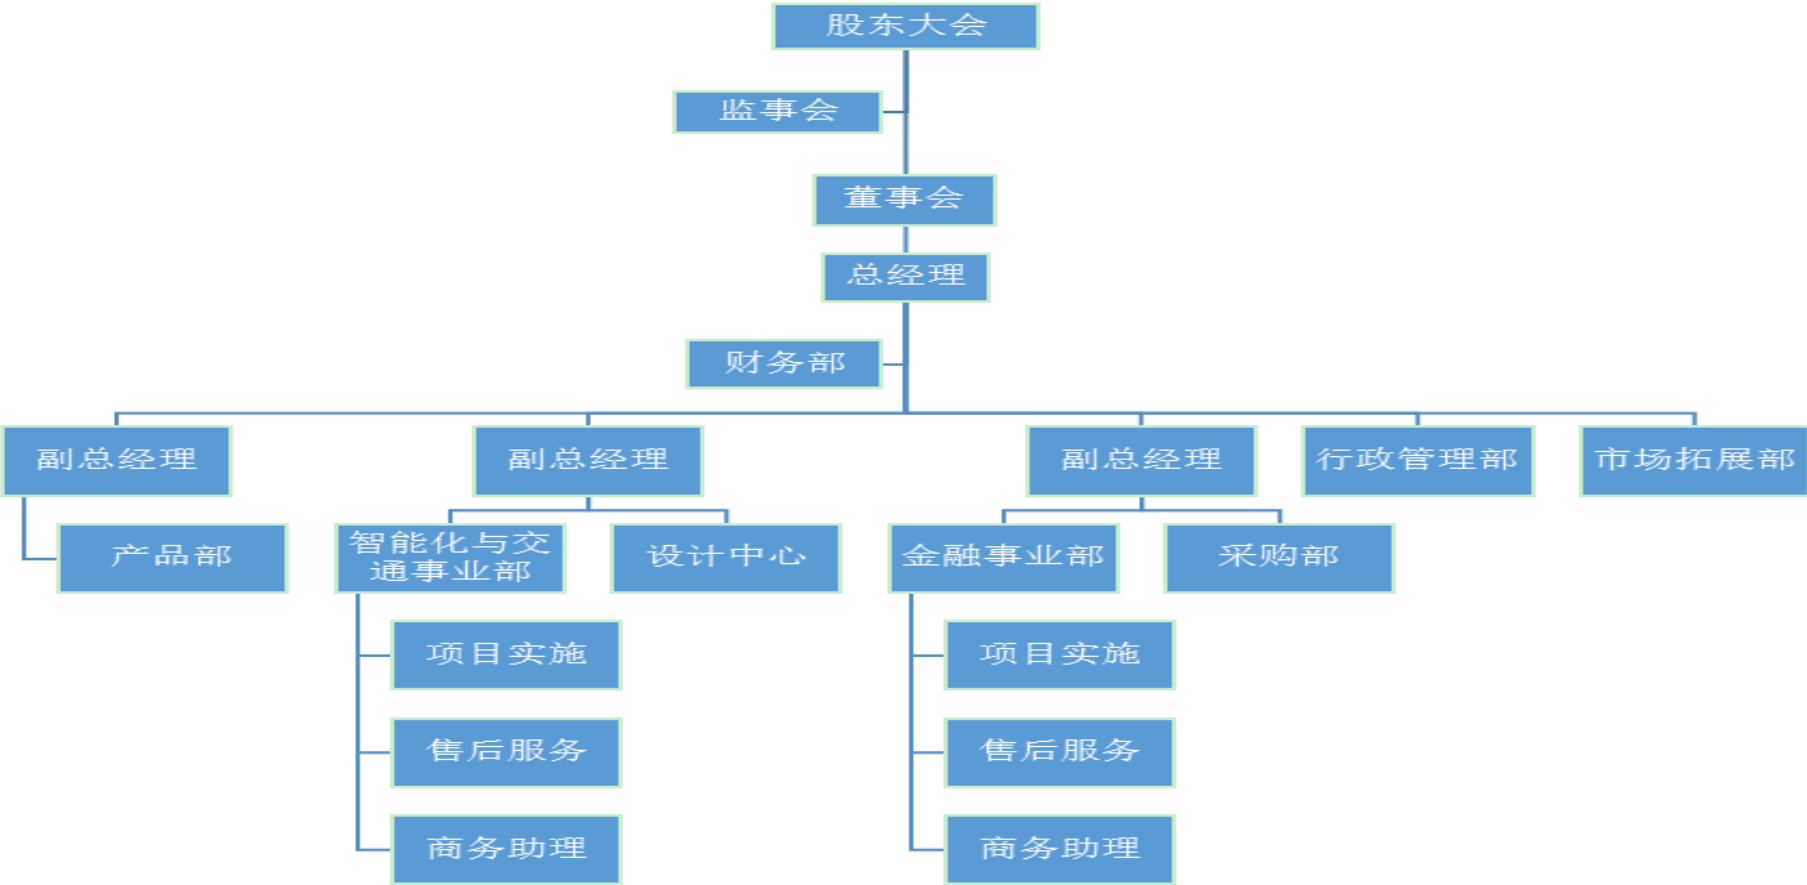 股东大会
监事会
董事会
总经理
财务部
副总经理
副总经理
副总经理
行政管理部
市场拓展部
产品部
智能化与交
通事业部
设计中心
金融事业部
采购部
项目实施
项目实施
售后服务
售后服务
商务助理
商务助理